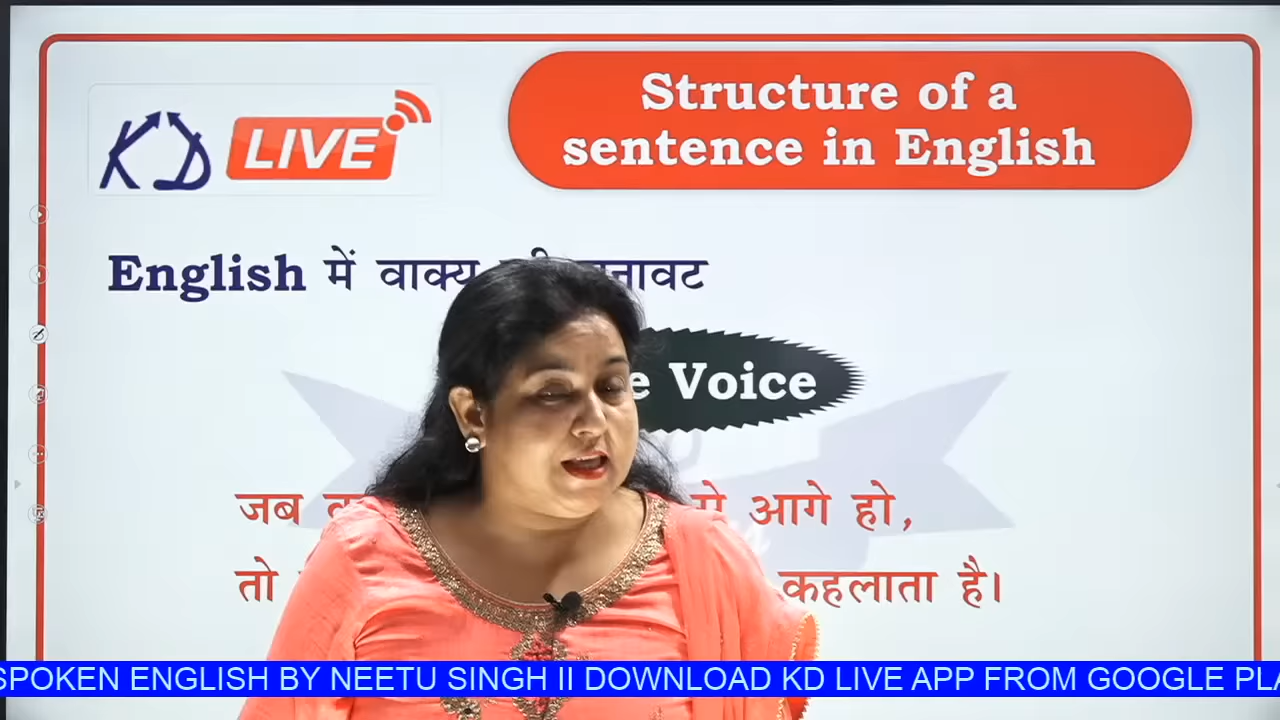 Structure of a
sentence in English
KD LIVE
English में वाक्य बनावट
Voice
जब से आगे हो,
तो कहलाता है।
SPOKEN ENGLISH BY NEETU SINGH II DOWNLOAD KD LIVE APP FROM GOOGLE